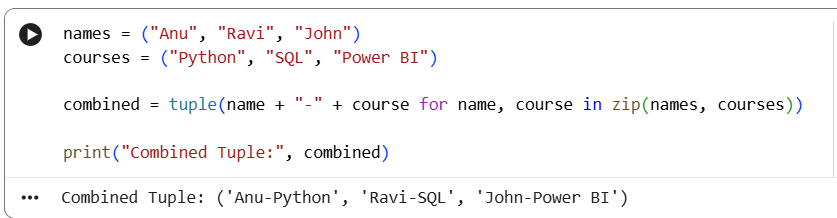 names = ("Anu", "Ravi", "John")
courses = ("Python", "SQL", "Power BI")
combined = tuple(name + "-" + course for name, course in zip(names, courses))
print("Combined Tuple:", combined)
Combined Tuple: ('Anu-Python', 'Ravi-SQL', 'John-Power BI')